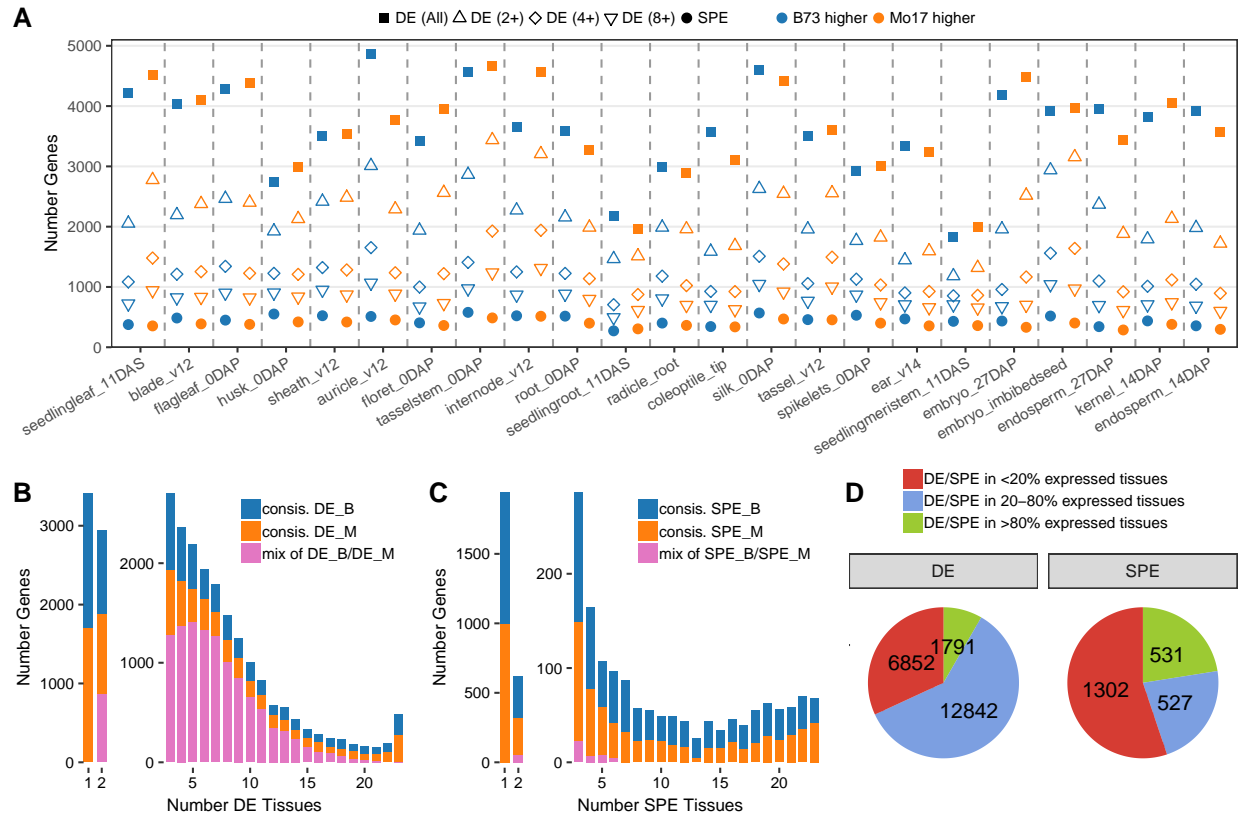 A
DE (All) DE (2+) DE (4+) DE (8+) SPE B73 higher Mo17 higher
Number Genes
5000
4000
3000
2000
1000
0
seedlingleaf_11DAS
blade_v12
flagleaf_0DAP
husk_0DAP
sheath_v12
auricle_v12
floret_0DAP
tasselstem_0DAP
internode_v12
root_0DAP
seedlingroot_11DAS
radicle_root
coleoptile_tip
silk_0DAP
tassel_v12
spikelets_0DAP
ear_v14
seedlingmeristem_11DAS
embryo_27DAP
embryo_imbibedseed
endosperm_27DAP
kernel_14DAP
endosperm_14DAP
B
consis. DE_B
consis. DE_M
mix of DE_B/DE_M
Number Genes
3000
2000
1000
0
1 2
2000
1000
0
5 10 15 20
Number DE Tissues
C
consis. SPE_B
consis. SPE_M
mix of SPE_B/SPE_M
Number Genes
1500
1000
500
0
1 2
200
100
0
5 10 15 20
Number SPE Tissues
D
DE/SPE in <20% expressed tissues
DE/SPE in 20–80% expressed tissues
DE/SPE in >80% expressed tissues
DE
1791
6852
12842
SPE
531
1302
527